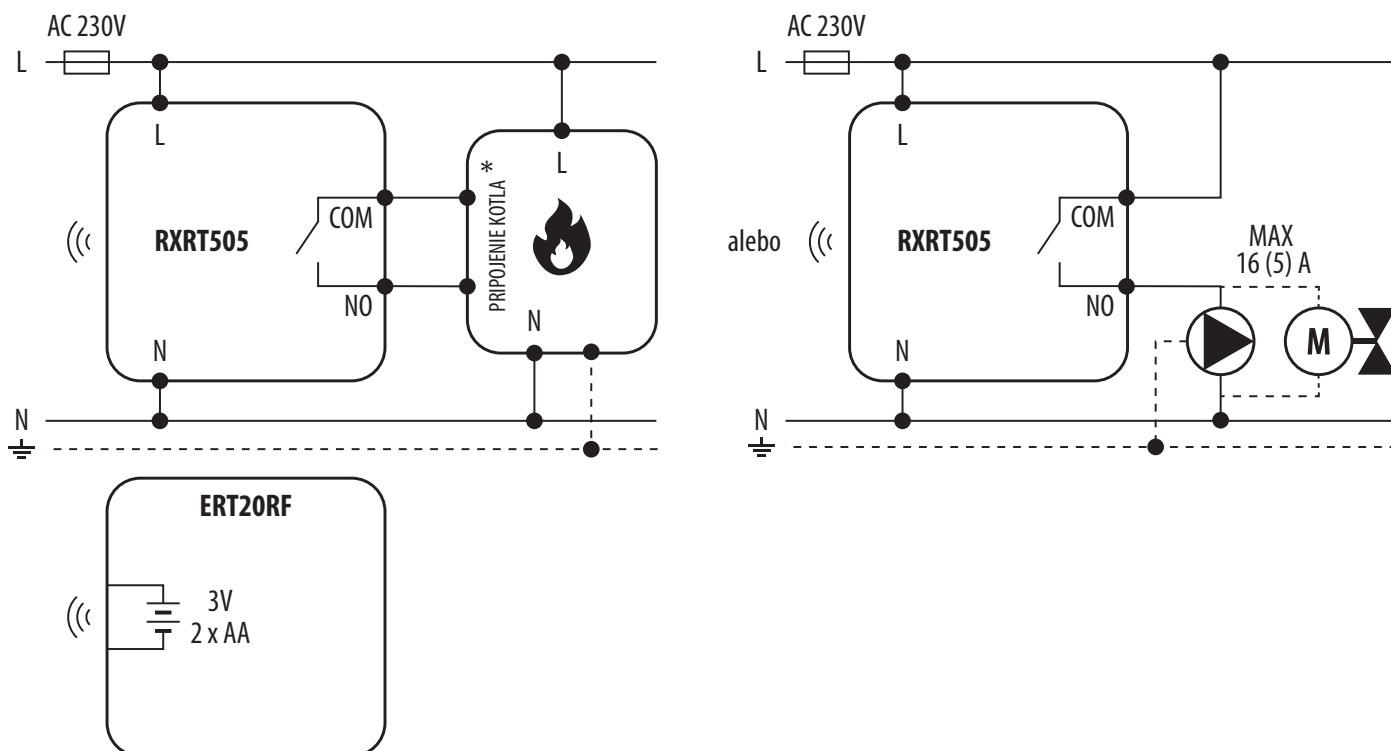 AC 230V
L
L
RXRT505
COM
NO
N
*
PRIPOJENIE KOTLA
L
N
N
AC 230V
L
L
alebo
RXRT505
COM
NO
N
MAX
16 (5) A
M
N
ERT20RF
3V
2 x AA